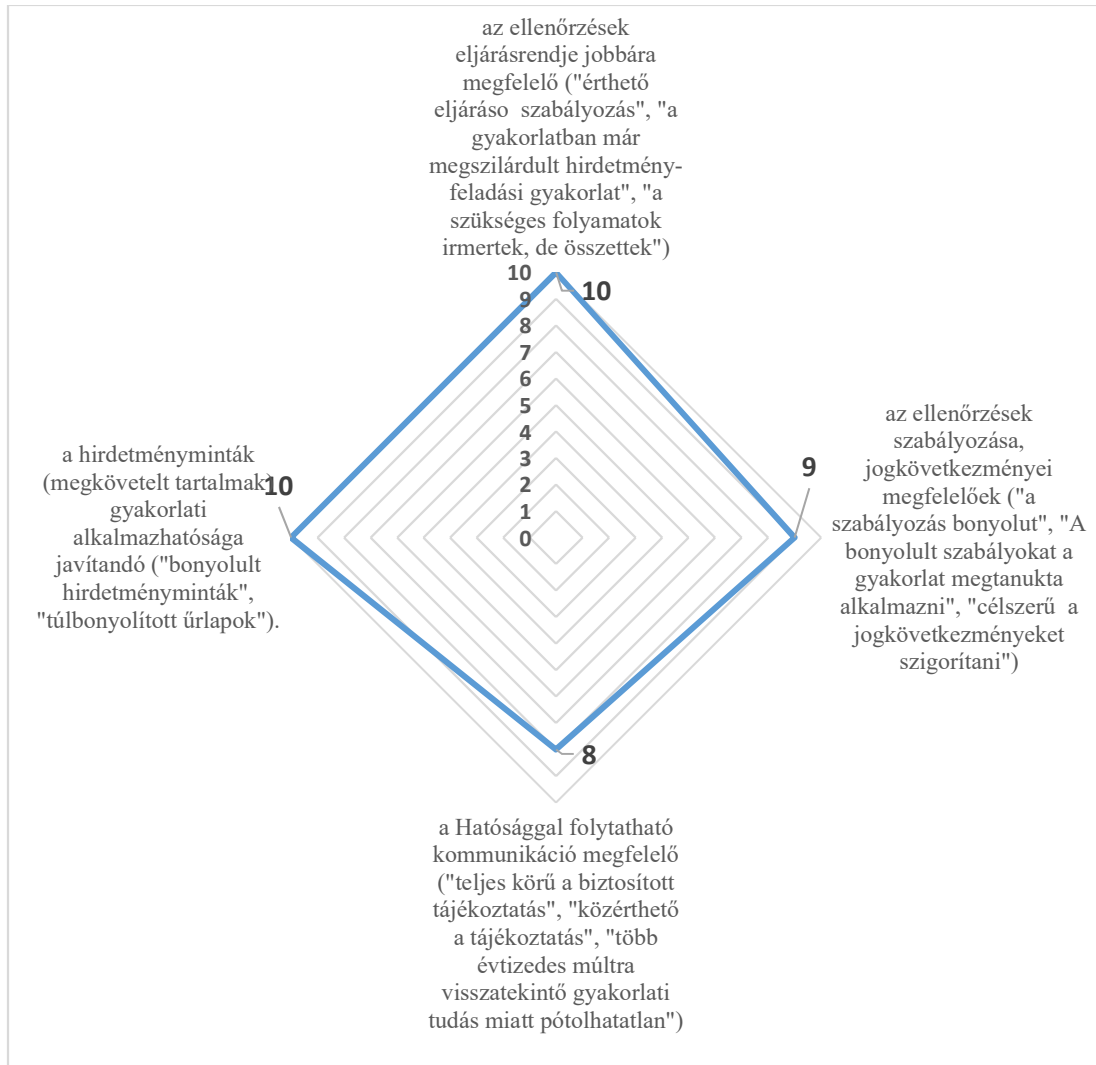 az ellenőrzések
eljárásrendje jobbára
megfelelő ("érthető
eljáráso  szabályozás", "a
gyakorlatban már
megszilárdult hirdetmény-
feladási gyakorlat", "a
szükséges folyamatok
irmertek, de összettek")
10
9
8
7
6
5
4
3
2
1
0
10
az ellenőrzések
szabályozása,
jogkövetkezményei
megfelelőek ("a
szabályozás bonyolut", "A
bonyolult szabályokat a
gyakorlat megtanukta
alkalmazni", "célszerű  a
jogkövetkezményeket
szigorítani")
9
8
a Hatósággal folytatható
kommunikáció megfelelő
("teljes körű a biztosított
tájékoztatás", "közérthető
a tájékoztatás", "több
évtizedes múltra
visszatekintő gyakorlati
tudás miatt pótolhatatlan")
a hirdetményminták
(megkövetelt tartalmak)
gyakorlati
alkalmazhatósága
javítandó ("bonyolult
hirdetményminták",
"túlbonyolított űrlapok").
10